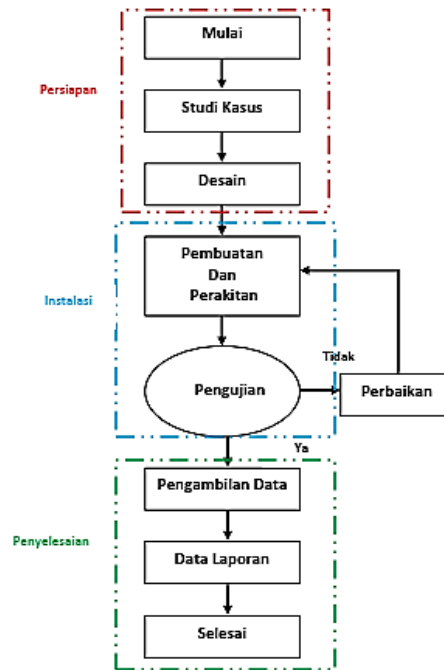 Mulai
Persiapan
Studi Kasus
Desain
Pembuatan
Dan
Perakitan
Instalasi
Tidak
Pengujian
Perbaikan
Ya
Pengambilan Data
Penyelesaian
Data Laporan
Selesai